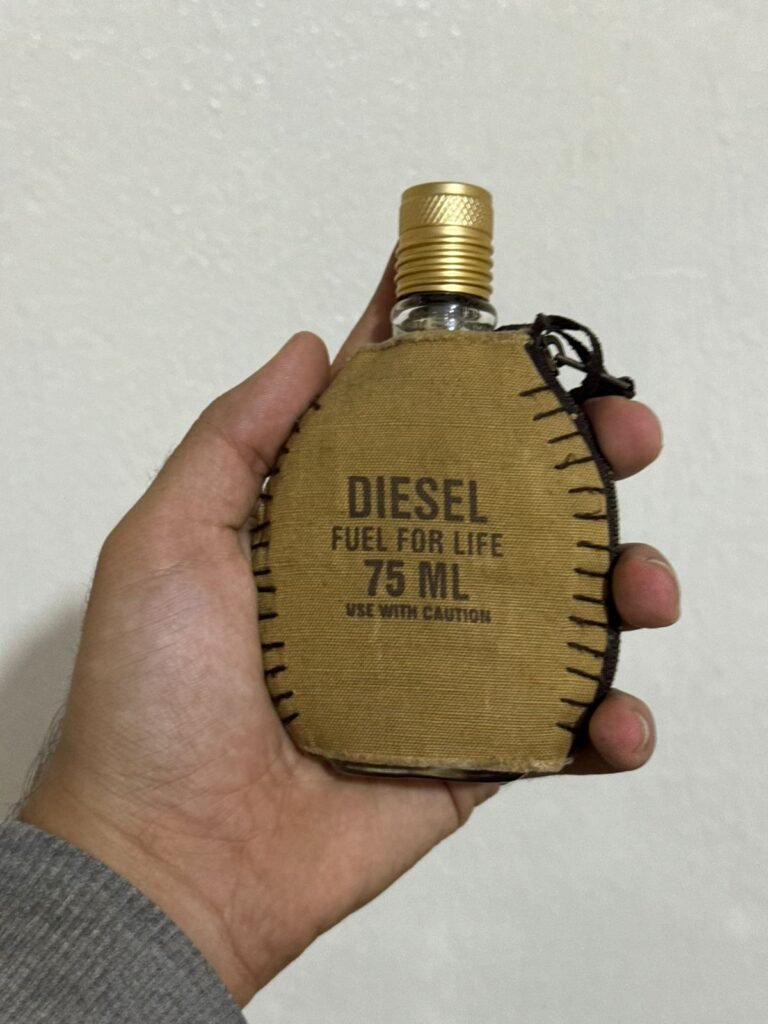 DIESEL
FUEL FOR LIFE
75 ML
USE WITH CAUTION